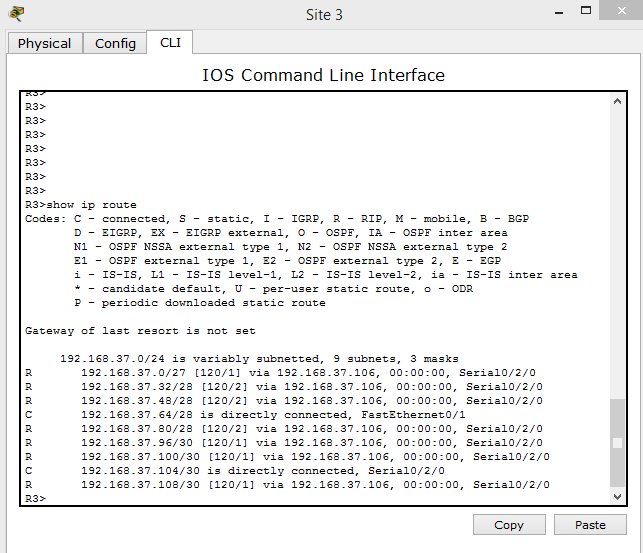 Site 3
Physical
Config
CLI
IOS Command Line Interface
R3>
R3>
R3>
R3>
R3>
R3>
R3>
R3>
R3>show ip route
Codes: C - connected, S - static, I - IGRP, R - RIP, M - mobile, B - BGP
       D - EIGRP, EX - EIGRP external, O - OSPF, IA - OSPF inter area
       N1 - OSPF NSSA external type 1, N2 - OSPF NSSA external type 2
       E1 - OSPF external type 1, E2 - OSPF external type 2, E - EGP
       i - IS-IS, L1 - IS-IS level-1, L2 - IS-IS level-2, ia - IS-IS inter area
       * - candidate default, U - per-user static route, o - ODR
       P - periodic downloaded static route
Gateway of last resort is not set
     192.168.37.0/24 is variably subnetted, 9 subnets, 3 masks
R       192.168.37.0/27 [120/1] via 192.168.37.106, 00:00:00, Serial0/2/0
R       192.168.37.32/28 [120/2] via 192.168.37.106, 00:00:00, Serial0/2/0
R       192.168.37.48/28 [120/2] via 192.168.37.106, 00:00:00, Serial0/2/0
C       192.168.37.64/28 is directly connected, FastEthernet0/1
R       192.168.37.80/28 [120/2] via 192.168.37.106, 00:00:00, Serial0/2/0
R       192.168.37.96/30 [120/1] via 192.168.37.106, 00:00:00, Serial0/2/0
R       192.168.37.100/30 [120/1] via 192.168.37.106, 00:00:00, Serial0/2/0
C       192.168.37.104/30 is directly connected, Serial0/2/0
R       192.168.37.108/30 [120/1] via 192.168.37.106, 00:00:00, Serial0/2/0
R3>
Copy
Paste